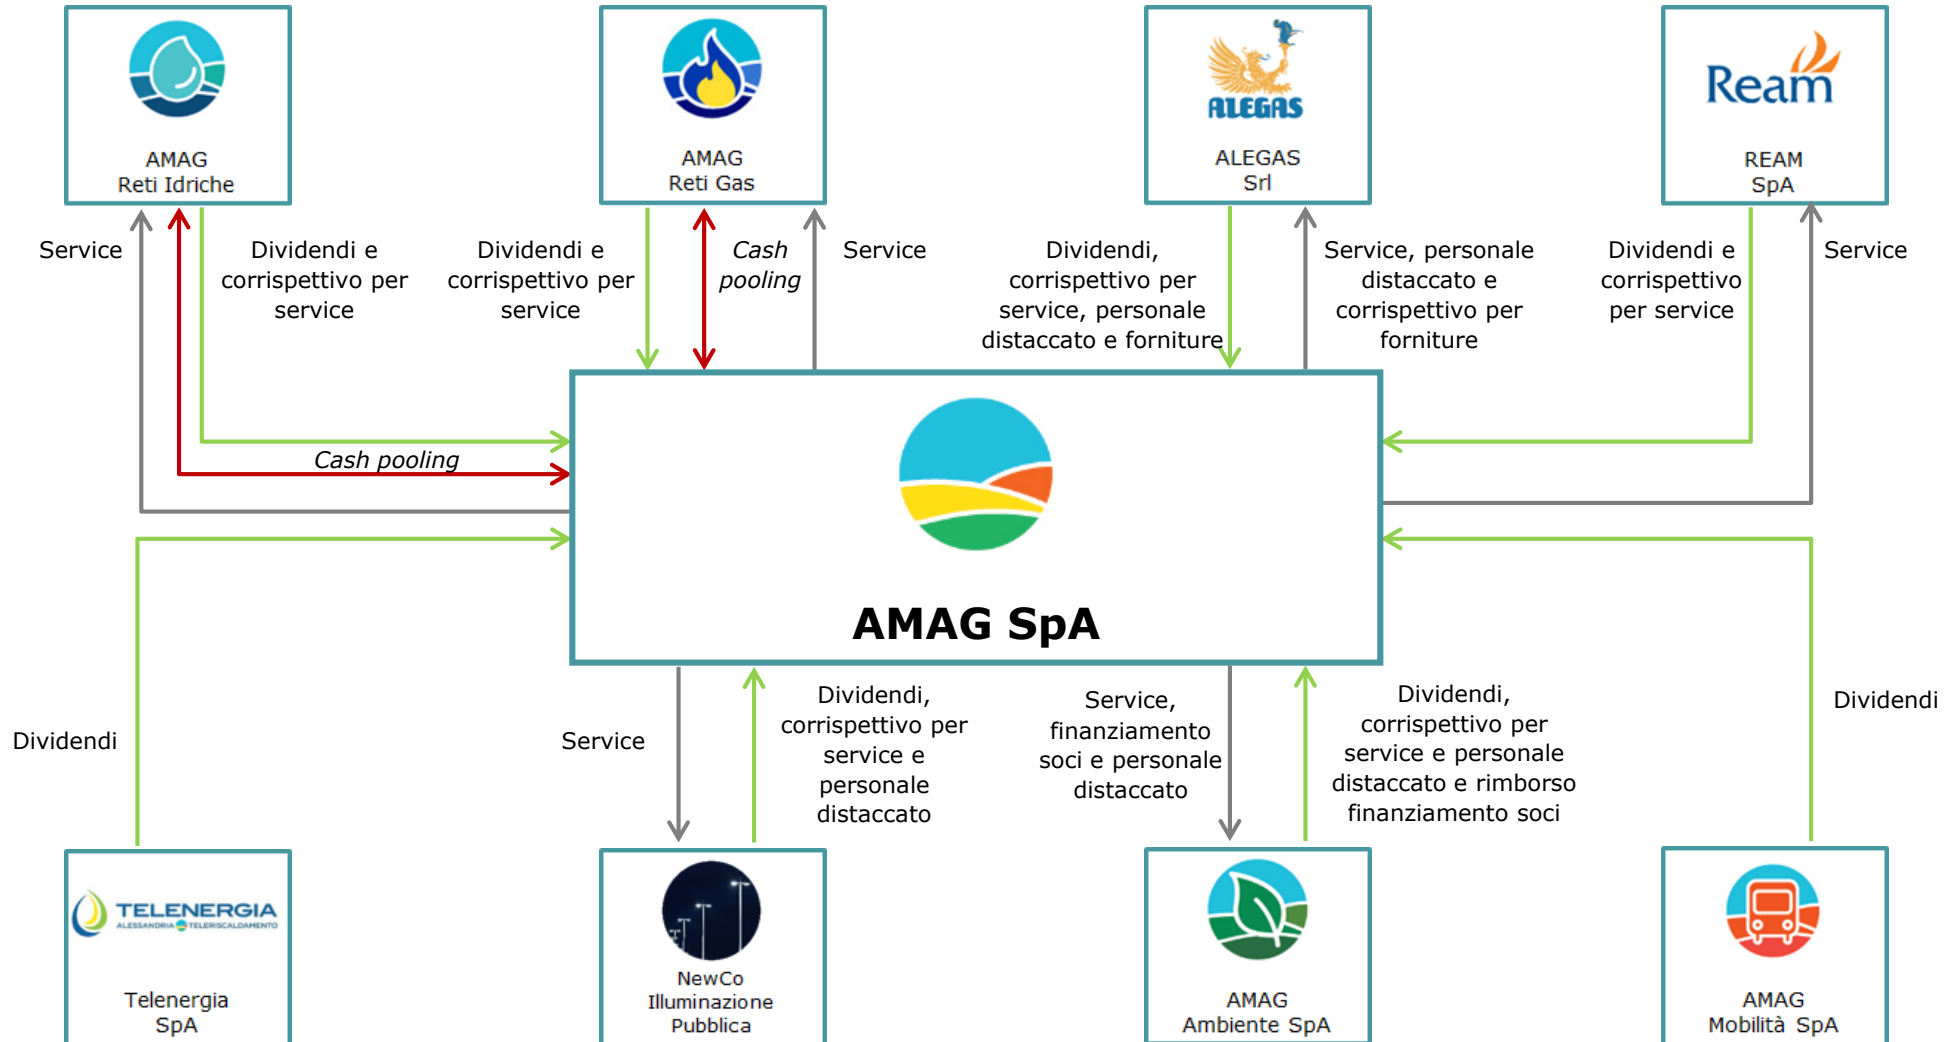 ALEGAS
Ream
AMAG
Reti Idriche
AMAG
Reti Gas
ALEGAS
Srl
REAM
SpA
Service
Dividendi e
corrispettivo per
service
Dividendi e
corrispettivo per
service
Cash
pooling
Service
Dividendi,
corrispettivo per
service, personale
distaccato e forniture
Service, personale
distaccato e
corrispettivo per
forniture
Dividendi e
corrispettivo
per service
Service
Cash pooling
AMAG SpA
Dividendi
Service
Dividendi,
corrispettivo per
service e
personale
distaccato
Service,
finanziamento
soci e personale
distaccato
Dividendi,
corrispettivo per
service e personale
distaccato e rimborso
finanziamento soci
Dividendi
TELENERGIA
ALESSANDRIA TELERISCALDAMENTO
Telenergia
SpA
NewCo
Illuminazione
Pubblica
AMAG
Ambiente SpA
AMAG
Mobilità SpA